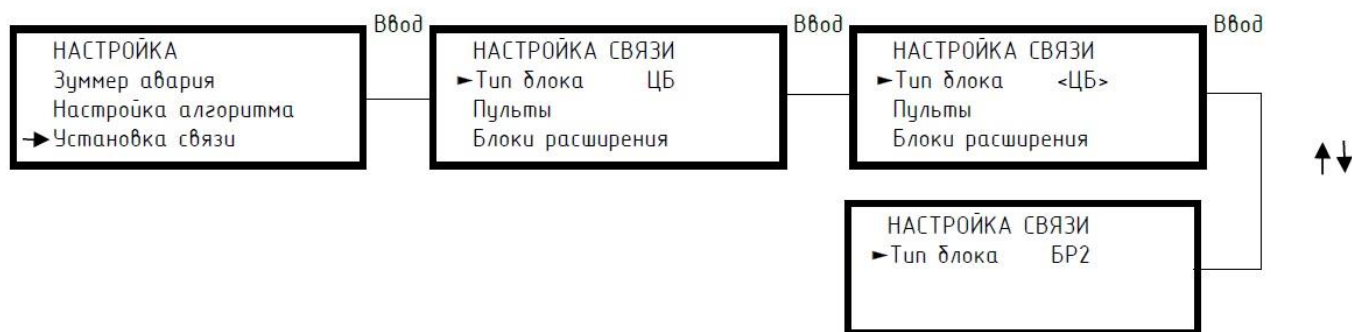 Ввод
НАСТРОЙКА
Зуммер авария
Настройка алгоритма
Установка связи
Ввод
НАСТРОЙКА СВЯЗИ
Тип блока ЦБ
Пульты
Блоки расширения
Ввод
НАСТРОЙКА СВЯЗИ
Тип блока <ЦБ>
Пульты
Блоки расширения
НАСТРОЙКА СВЯЗИ
Тип блока БР2